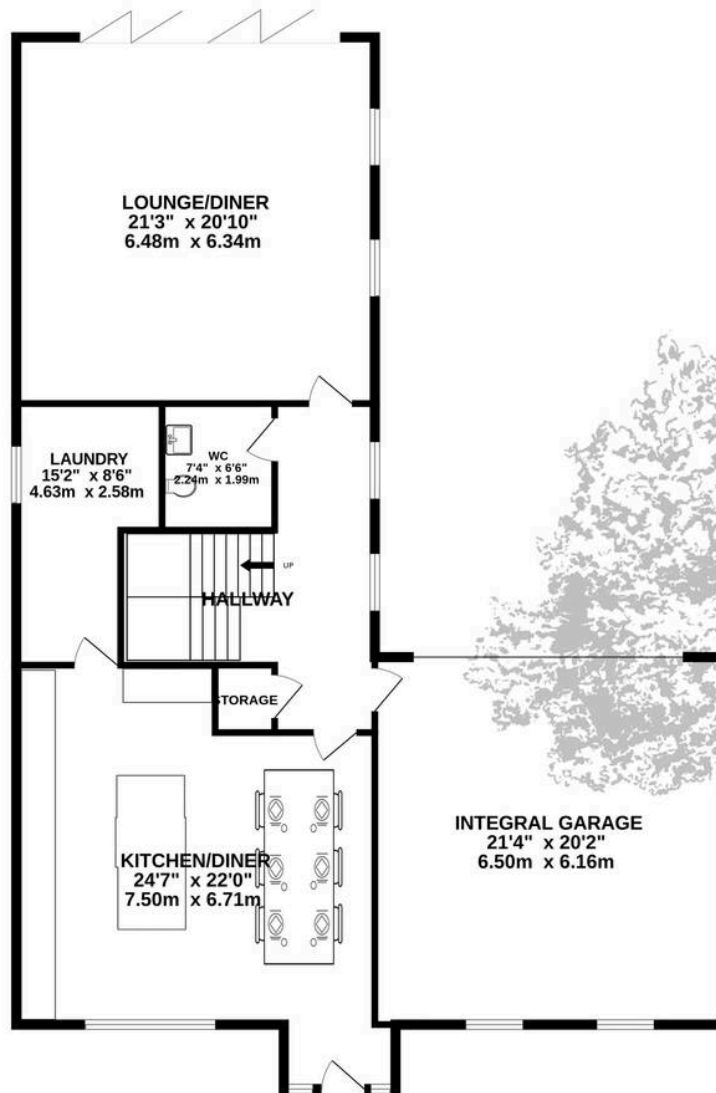 LOUNGE/DINER
21'3" x 20'10"
6.48m x 6.34m
LAUNDRY
15'2" x 8'6"
4.63m x 2.58m
WC
7'4" x 6'6"
2.24m x 1.99m
UP
HALLWAY
STORAGE
KITCHEN/DINER
24'7" x 22'0"
7.50m x 6.71m
INTEGRAL GARAGE
21'4" x 20'2"
6.50m x 6.16m